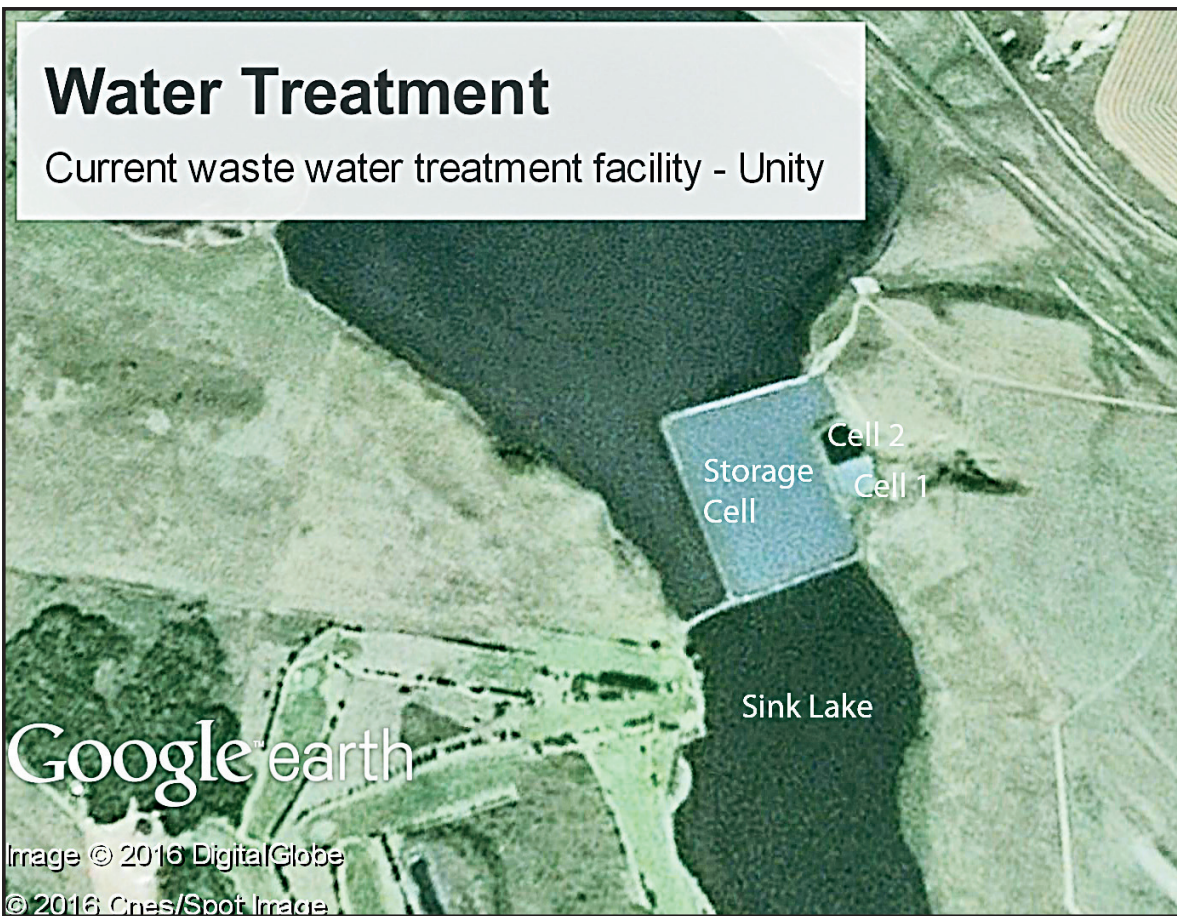 Water Treatment
Current waste water treatment facility - Unity
Cell 2
Storage
Cell
Cell 1
Sink Lake
Google™ earth
Image © 2016 DigitalGlobe
© 2016 Cnes/Spot Image